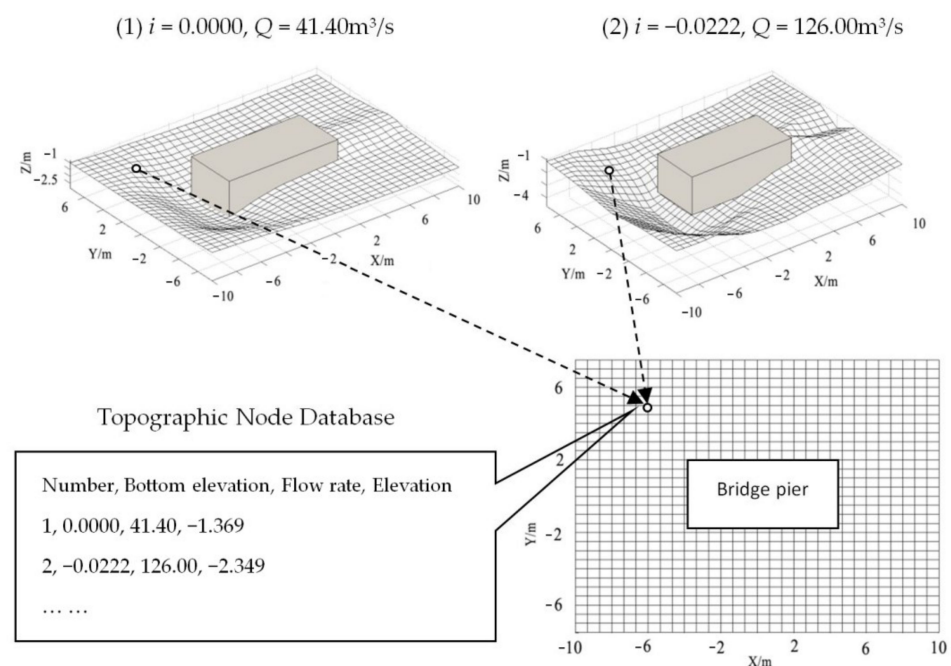 (1) i = 0.0000, Q = 41.40m³/s
(2) i = −0.0222, Q = 126.00m³/s
Z/m
−1
−2.5
6
2
−2
−6
Y/m
−10
−6
−2
2
6
10
X/m
Z/m
−1
−4
6
2
−2
−6
Y/m
−10
−6
−2
2
6
10
X/m
Topographic Node Database
Number, Bottom elevation, Flow rate, Elevation
1, 0.0000, 41.40, −1.369
2, −0.0222, 126.00, −2.349
… …
6
2
−2
−6
Y/m
Bridge pier
−10
−6
−2
2
6
10
X/m